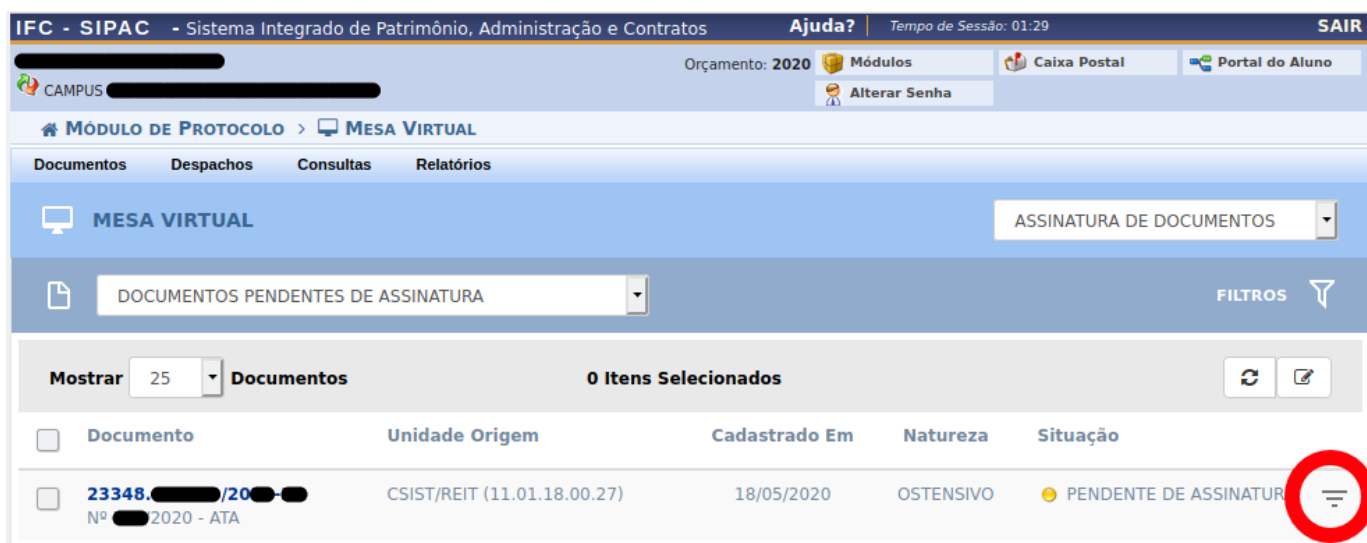 IFC - SIPAC - Sistema Integrado de Patrimônio, Administração e Contratos Ajuda? Tempo de Sessão: 01:29 SAIR
Orçamento: 2020 Módulos Caixa Postal Portal do Aluno
CAMPUS Alterar Senha
MÓDULO DE PROTOCOLO > MESA VIRTUAL
Documentos Despachos Consultas Relatórios
MESA VIRTUAL ASSINATURA DE DOCUMENTOS
DOCUMENTOS PENDENTES DE ASSINATURA FILTROS
Mostrar 25 Documentos 0 Itens Selecionados
Documento Unidade Origem Cadastrado Em Natureza Situação
23348. /20 - CSIST/REIT (11.01.18.00.27) 18/05/2020 OSTENSIVO PENDENTE DE ASSINATUR
Nº /2020 - ATA